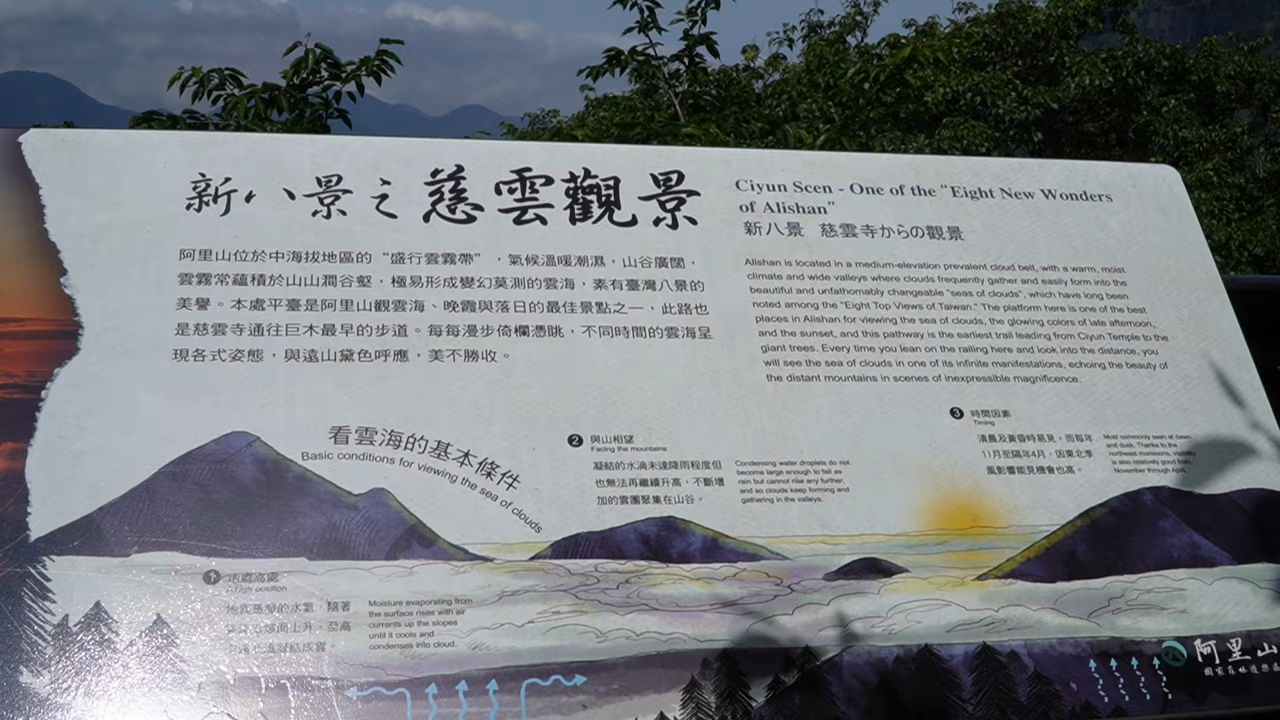 新八景之慈雲觀景
Ciyun Scen - One of the "Eight New Wonders
of Alishan"
新八景 慈雲寺からの觀景
阿里山位於中海拔地區的“盛行雲霧帶”，氣候溫暖潮濕，山谷廣闊，
雲霧常蘊積於山山澗谷壑，極易形成變幻莫測的雲海，素有臺灣八景的
美譽。本處平臺是阿里山觀雲海、晚霞與落日的最佳景點之一，此路也
是慈雲寺通往巨木最早的步道。每每漫步倚欄憑眺，不同時間的雲海呈
現各式姿態，與遠山黛色呼應，美不勝收。
Alishan is located in a medium-elevation prevalent cloud belt, with a warm, moist
climate and wide valleys where clouds frequently gather and easily form into the
beautiful and unfathomably changeable "seas of clouds", which have long been
noted among the "Eight Top Views of Taiwan." The platform here is one of the best
places in Alishan for viewing the sea of clouds, the glowing colors of late afternoon,
and the sunset, and this pathway is the earliest trail leading from Ciyun Temple to the
giant trees. Every time you lean on the railing here and look into the distance, you
will see the sea of clouds in one of its infinite manifestations, echoing the beauty of
the distant mountains in scenes of inexpressible magnificence.
看雲海的基本條件
Basic conditions for viewing the sea of clouds
1 地處高處
A high position
地表蒸發的水氣，隨著
上升，至高
Moisture evaporating from
the surface rises with air
currents up the slopes
until it cools and
condenses into cloud.
2 與山相望
Facing the mountains
凝結的水滴未達降雨程度但
也無法再繼續升高，不斷增
加的雲團聚集在山谷。
Condensing water droplets do not
become large enough to fall as
rain but cannot rise any further,
and so clouds keep forming and
gathering in the valleys.
3 時間因素
Timing
清晨及黃昏時易見。而每年
11月至隔年4月，因東北季
風影響能見機會也高。
Most commonly seen at dawn
and dusk. Thanks to the
northeast monsoons, visibility
is also relatively good from
November through April.
阿里山
國家森林遊樂區